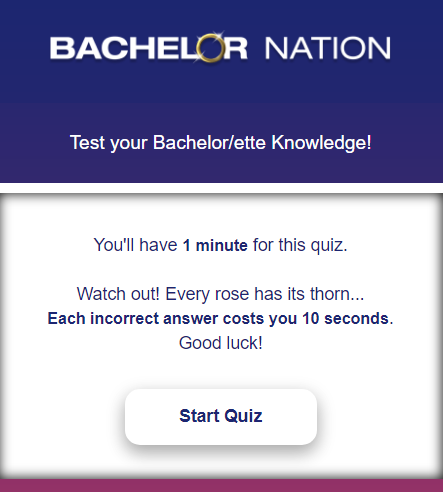 BACHELOR NATION
Test your Bachelor/ette Knowledge!
You'll have 1 minute for this quiz.
Watch out! Every rose has its thorn...
Each incorrect answer costs you 10 seconds.
Good luck!
Start Quiz